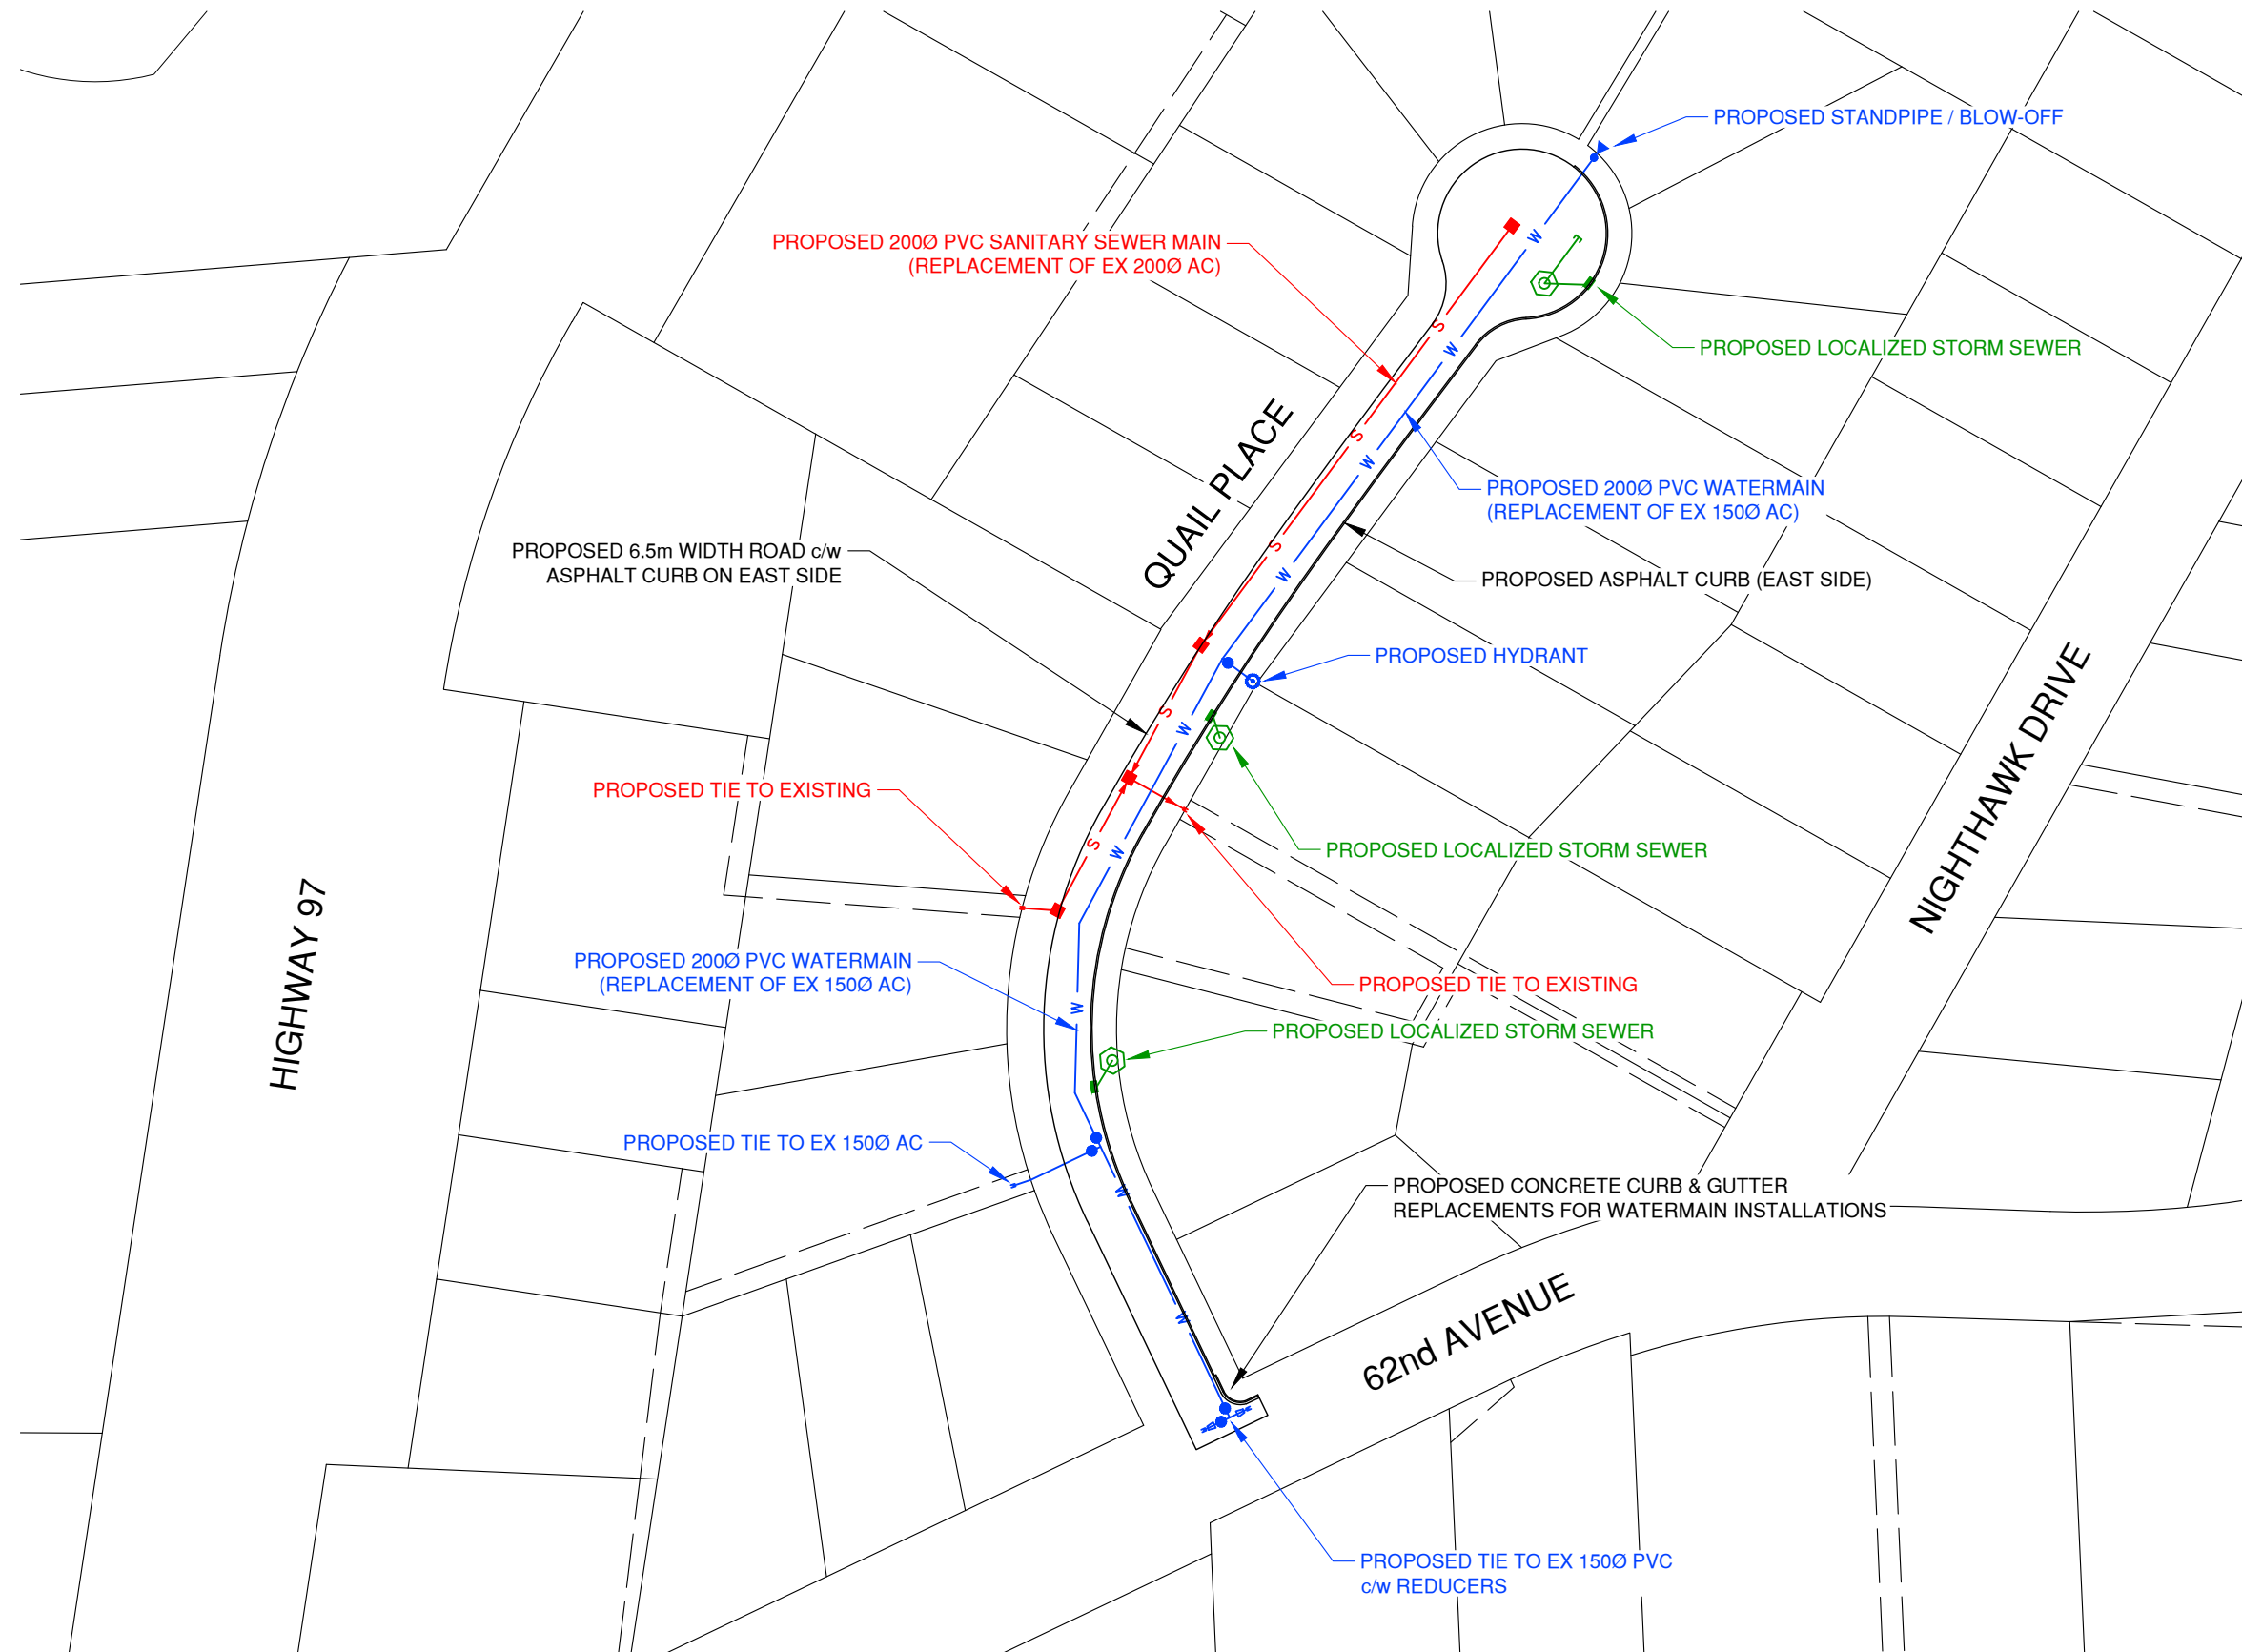 PROPOSED STANDPIPE / BLOW-OFF
PROPOSED 200Ø PVC SANITARY SEWER MAIN
(REPLACEMENT OF EX 200Ø AC)
PROPOSED LOCALIZED STORM SEWER
QUAIL PLACE
PROPOSED 200Ø PVC WATERMAIN
(REPLACEMENT OF EX 150Ø AC)
PROPOSED 6.5m WIDTH ROAD c/w
ASPHALT CURB ON EAST SIDE
PROPOSED ASPHALT CURB (EAST SIDE)
PROPOSED HYDRANT
NIGHTHAWK DRIVE
PROPOSED TIE TO EXISTING
PROPOSED LOCALIZED STORM SEWER
HIGHWAY 97
PROPOSED 200Ø PVC WATERMAIN
(REPLACEMENT OF EX 150Ø AC)
PROPOSED TIE TO EXISTING
PROPOSED LOCALIZED STORM SEWER
PROPOSED TIE TO EX 150Ø AC
PROPOSED CONCRETE CURB & GUTTER
REPLACEMENTS FOR WATERMAIN INSTALLATIONS
62nd AVENUE
PROPOSED TIE TO EX 150Ø PVC
c/w REDUCERS
W
S
W
S
W
S
W
S
W
S
W
W
W
W